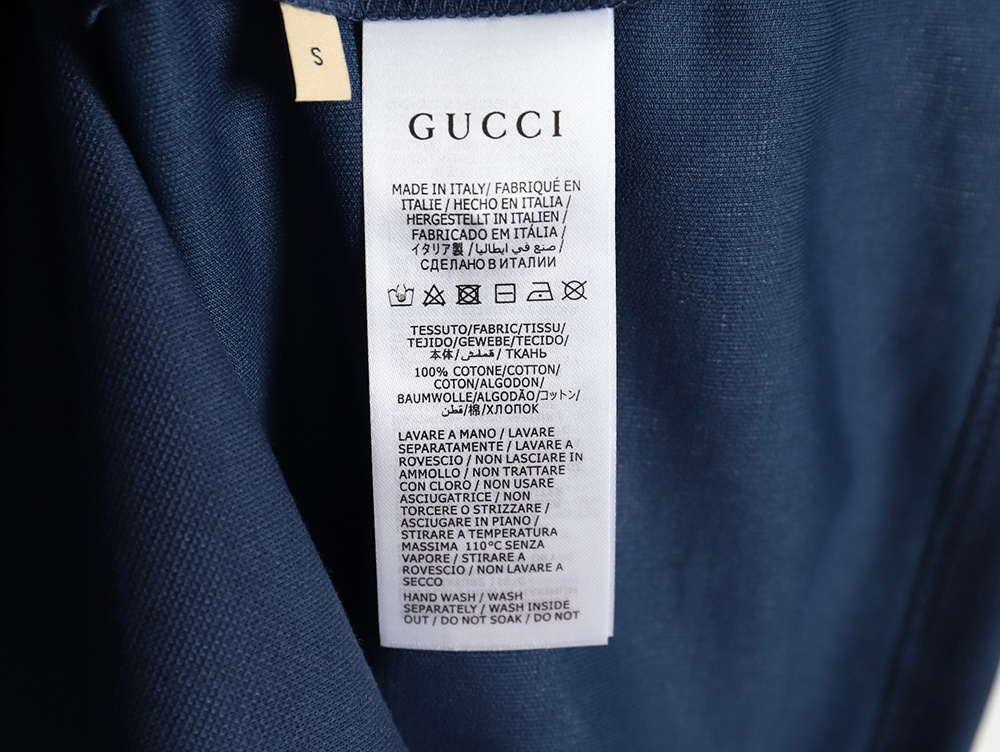 S
GUCCI
MADE IN ITALY/ FABRIQUÉ EN
ITALIE / HECHO EN ITALIA /
HERGESTELLT IN ITALIEN /
FABRICADO EM ITÁLIA /
イタリア製 /صنع في ايطاليا /
СДЕЛАНО В ИТАЛИИ
TESSUTO/FABRIC/TISSU/
TEJIDO/GEWEBE/TECIDO/
本体/قماش/ ТКАНЬ
100% COTONE/COTTON/
COTON/ALGODON/
BAUMWOLLE/ALGODÃO/コットン/
قطن/棉/ХЛОПОК
LAVARE A MANO / LAVARE
SEPARATAMENTE / LAVARE A
ROVESCIO / NON LASCIARE IN
AMMOLLO / NON TRATTARE
CON CLORO / NON USARE
ASCIUGATRICE / NON
TORCERE O STRIZZARE /
ASCIUGARE IN PIANO /
STIRARE A TEMPERATURA
MASSIMA 110°C SENZA
VAPORE / STIRARE A
ROVESCIO / NON LAVARE A
SECCO
HAND WASH / WASH
SEPARATELY / WASH INSIDE
OUT / DO NOT SOAK / DO NOT